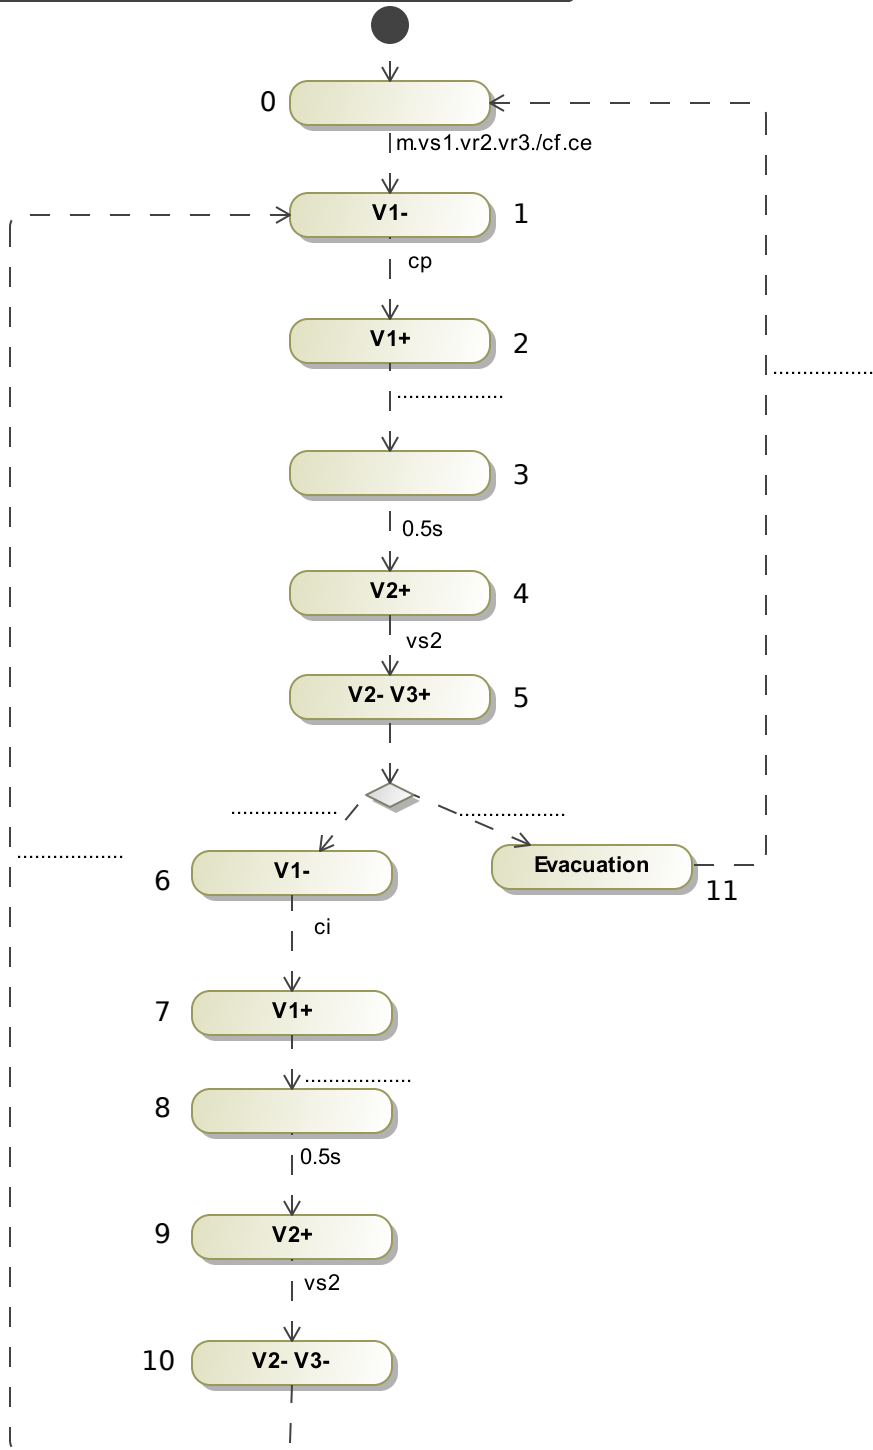 0
m.vs1.vr2.vr3./cf.ce
V1-
1
cp
V1+
2
..................
..................
3
0.5s
V2+
4
vs2
V2- V3+
5
..................
..................
..................
V1-
6
Evacuation
11
ci
V1+
7
..................
8
0.5s
V2+
9
vs2
V2- V3-
10